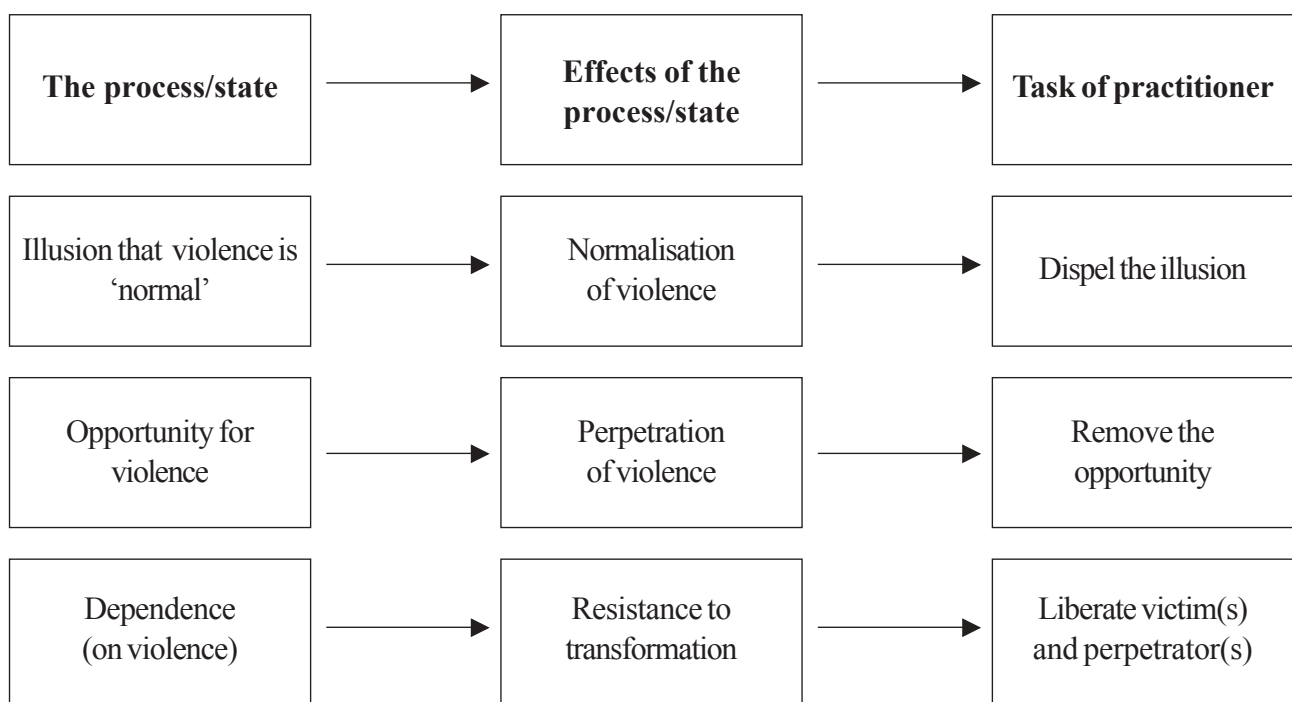 The process/state
Effects of the
process/state
Task of practitioner
Illusion that violence is
‘normal’
Normalisation
of violence
Dispel the illusion
Opportunity for
violence
Perpetration
of violence
Remove the
opportunity
Dependence
(on violence)
Resistance to
transformation
Liberate victim(s)
and perpetrator(s)